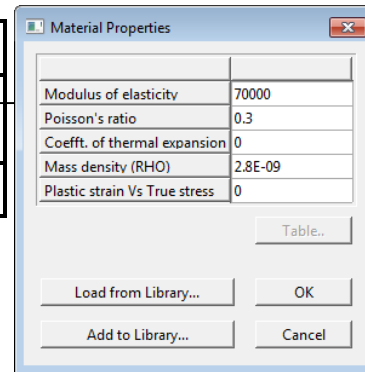 Material Properties
Modulus of elasticity 70000
Poisson's ratio 0.3
Coefft. of thermal expansion 0
Mass density (RHO) 2.8E-09
Plastic strain Vs True stress 0
Table..
Load from Library... OK
Add to Library... Cancel